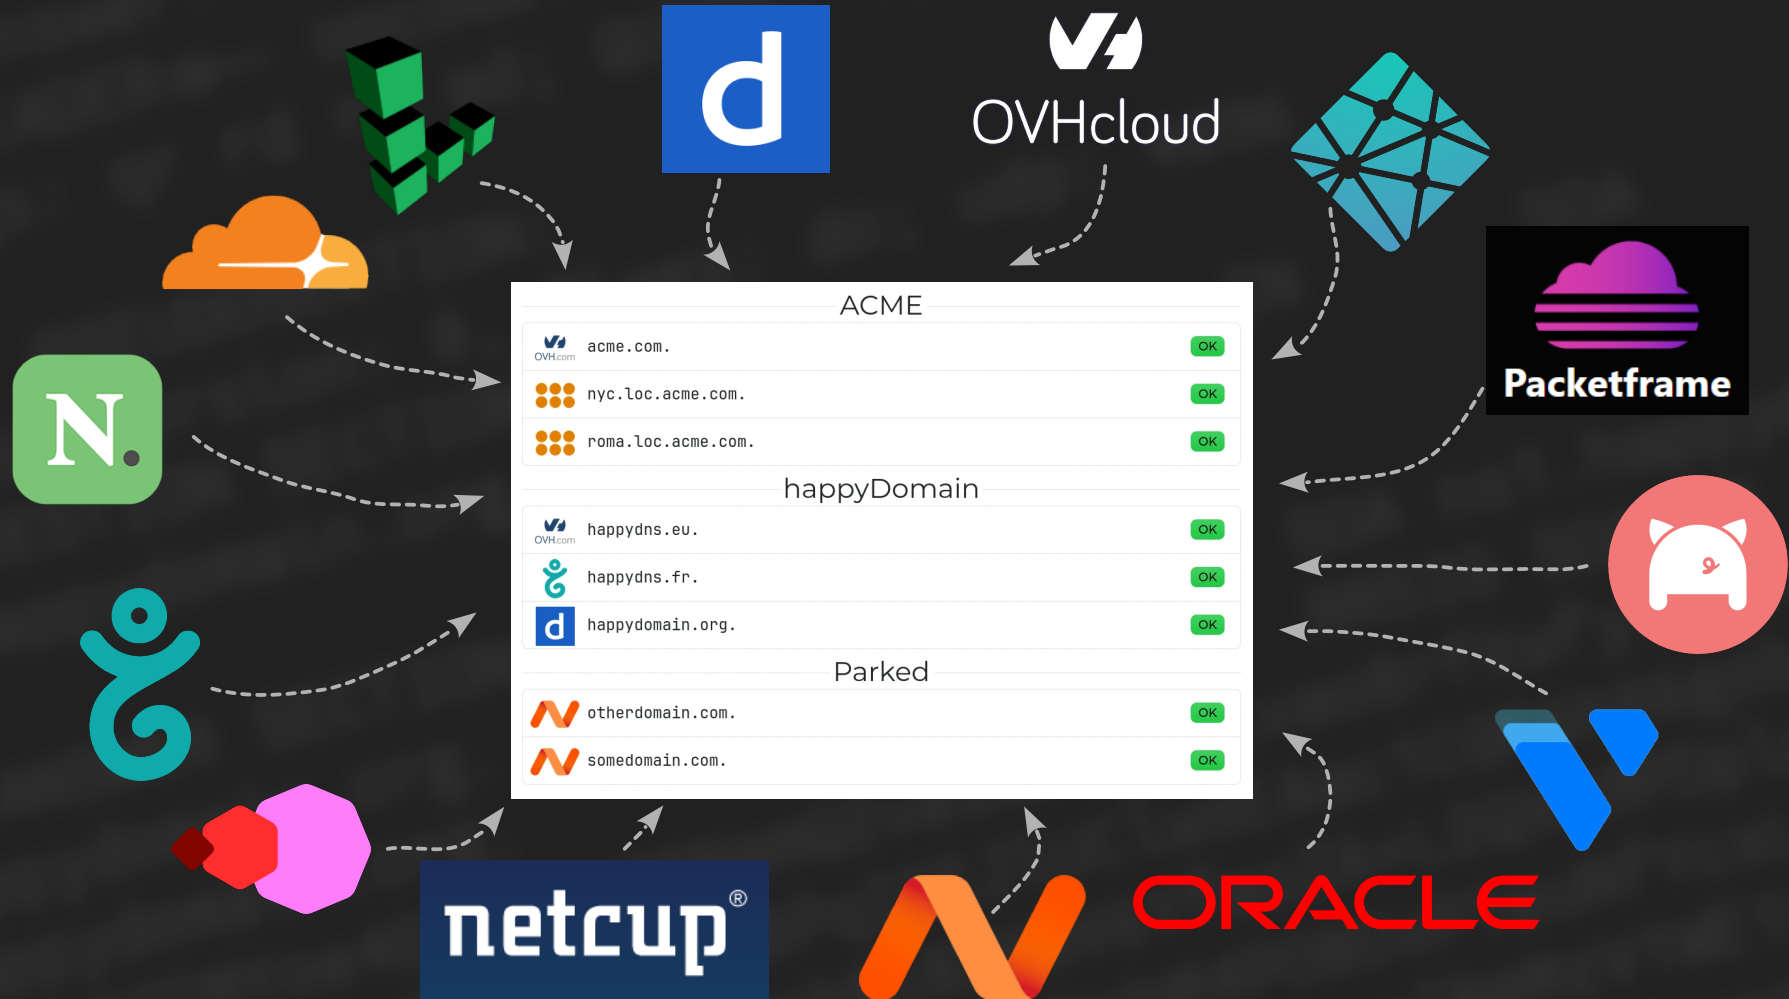 d
OVHcloud
Packetframe
N.
ACME
OVH.com acme.com. OK
nyc.loc.acme.com. OK
roma.loc.acme.com. OK
happyDomain
OVH.com happydns.eu. OK
happydns.fr. OK
d happydomain.org. OK
Parked
otherdomain.com. OK
somedomain.com. OK
netcup®
ORACLE